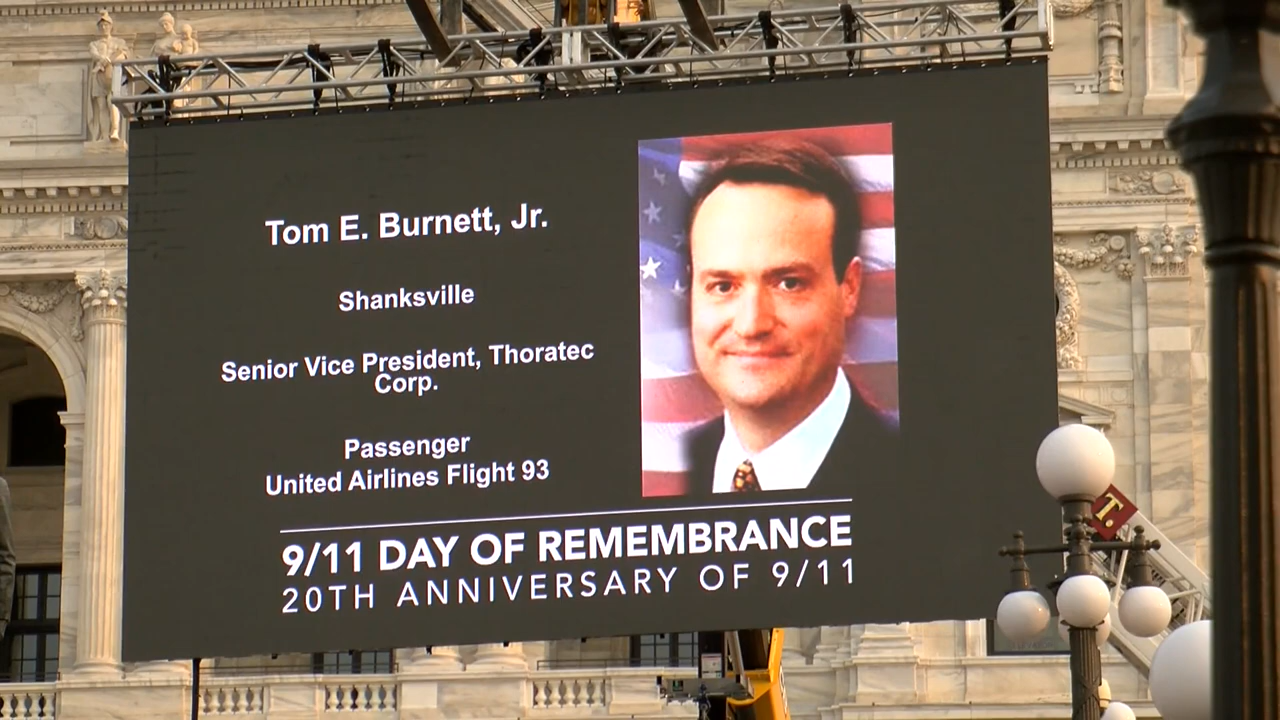 Tom E. Burnett, Jr.
Shanksville
Senior Vice President, Thoratec
Corp.
Passenger
United Airlines Flight 93
9/11 DAY OF REMEMBRANCE
20TH ANNIVERSARY OF 9/11
T.